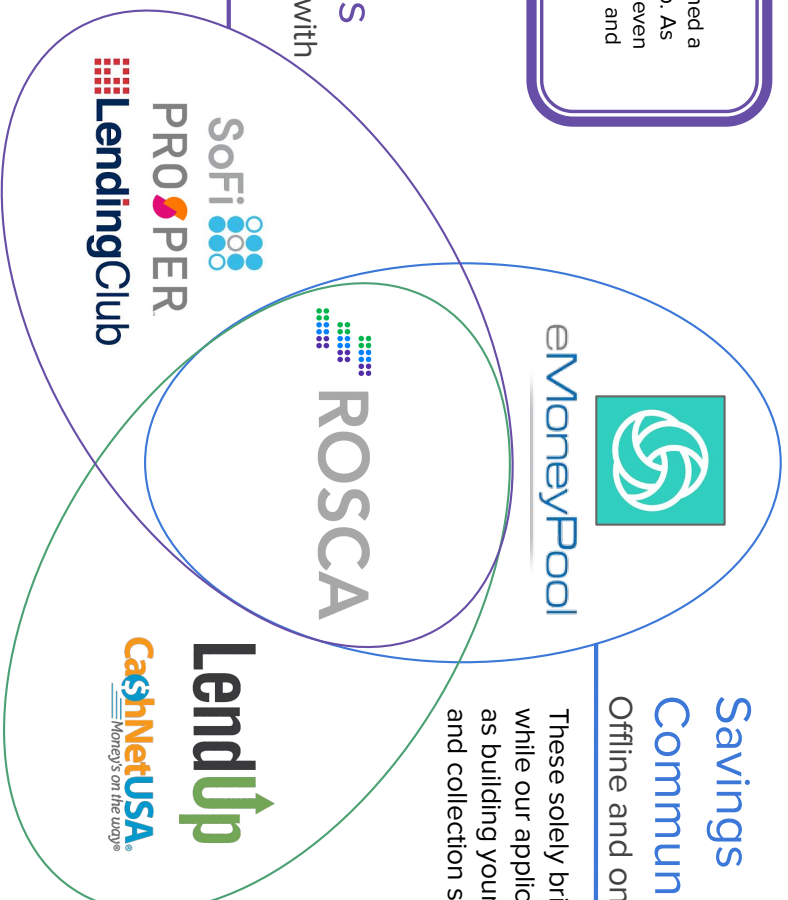 ned a
o. As
even
and
s
with
eMoneyPool
Savings
Commun
Offline and on
These solely bri
while our applic
as building your
and collection s
SoFi
PROSPER
LendingClub
ROSCA
LendUp
CashNetUSA®
Money's on the way®